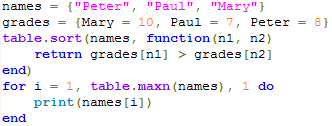 names = {"Peter", "Paul", "Mary"}
grades = {Mary = 10, Paul = 7, Peter = 8}
table.sort(names, function(n1, n2)
    return grades[n1] > grades[n2]
end)
for i = 1, table.maxn(names), 1 do
    print(names[i])
end